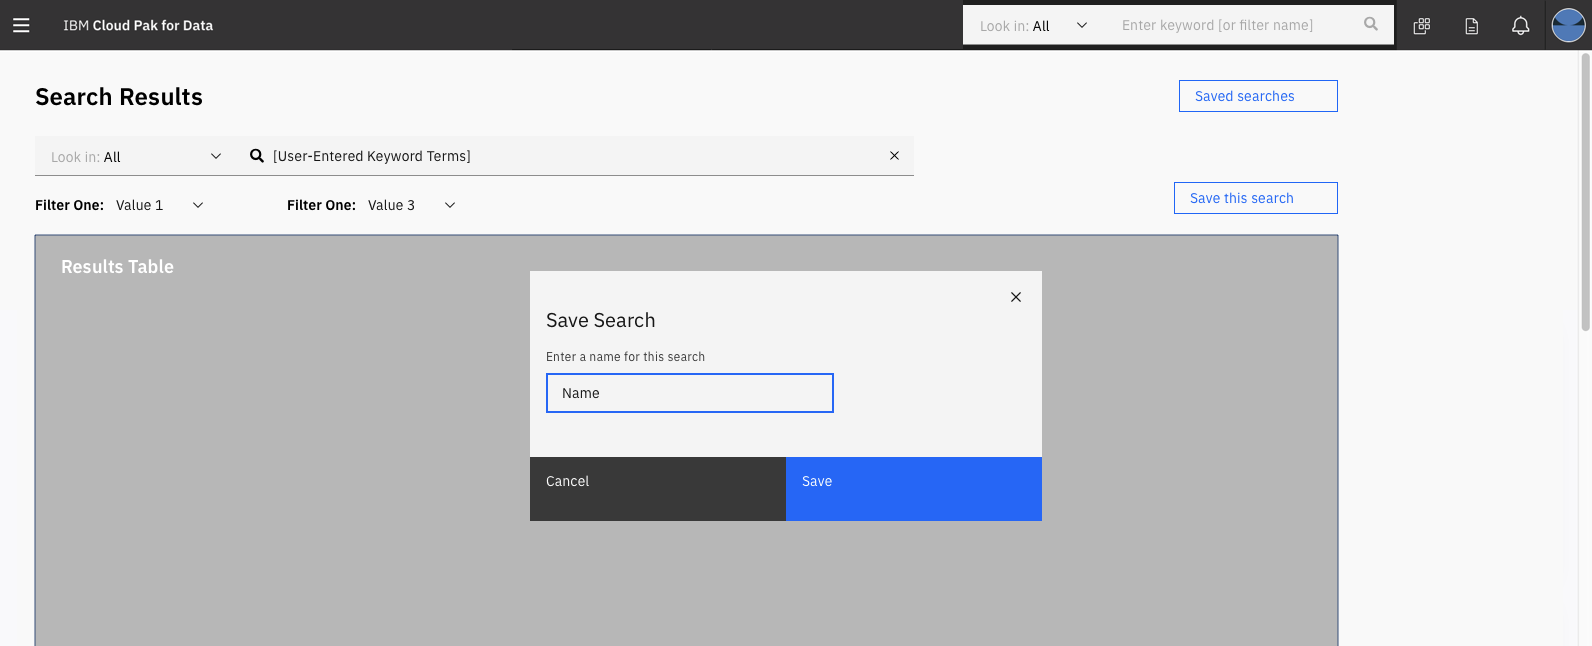 IBM Cloud Pak for Data
Look in: All
Enter keyword [or filter name]
Search Results
Saved searches
Look in: All
[User-Entered Keyword Terms]
Filter One: Value 1
Filter One: Value 3
Save this search
Results Table
Save Search
Enter a name for this search
Name
Cancel
Save